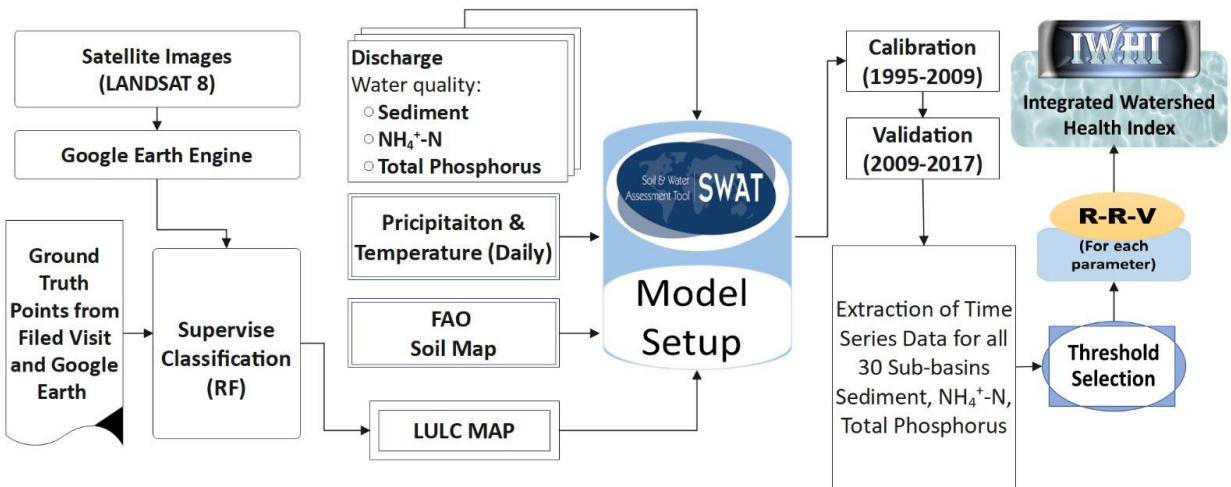 Satellite Images
(LANDSAT 8)
Google Earth Engine
Ground
Truth
Points from
Filed Visit
and Google
Earth
Supervise
Classification
(RF)
Discharge
Water quality:
○ Sediment
○ NH₄⁺-N
○ Total Phosphorus
Pricipitaiton &
Temperature (Daily)
FAO
Soil Map
LULC MAP
Soil & Water
Assessment Tool
SWAT
Model
Setup
Calibration
(1995-2009)
Validation
(2009-2017)
Extraction of Time
Series Data for all
30 Sub-basins
Sediment, NH₄⁺-N,
Total Phosphorus
Threshold
Selection
R-R-V
(For each
parameter)
IWHI
Integrated Watershed
Health Index